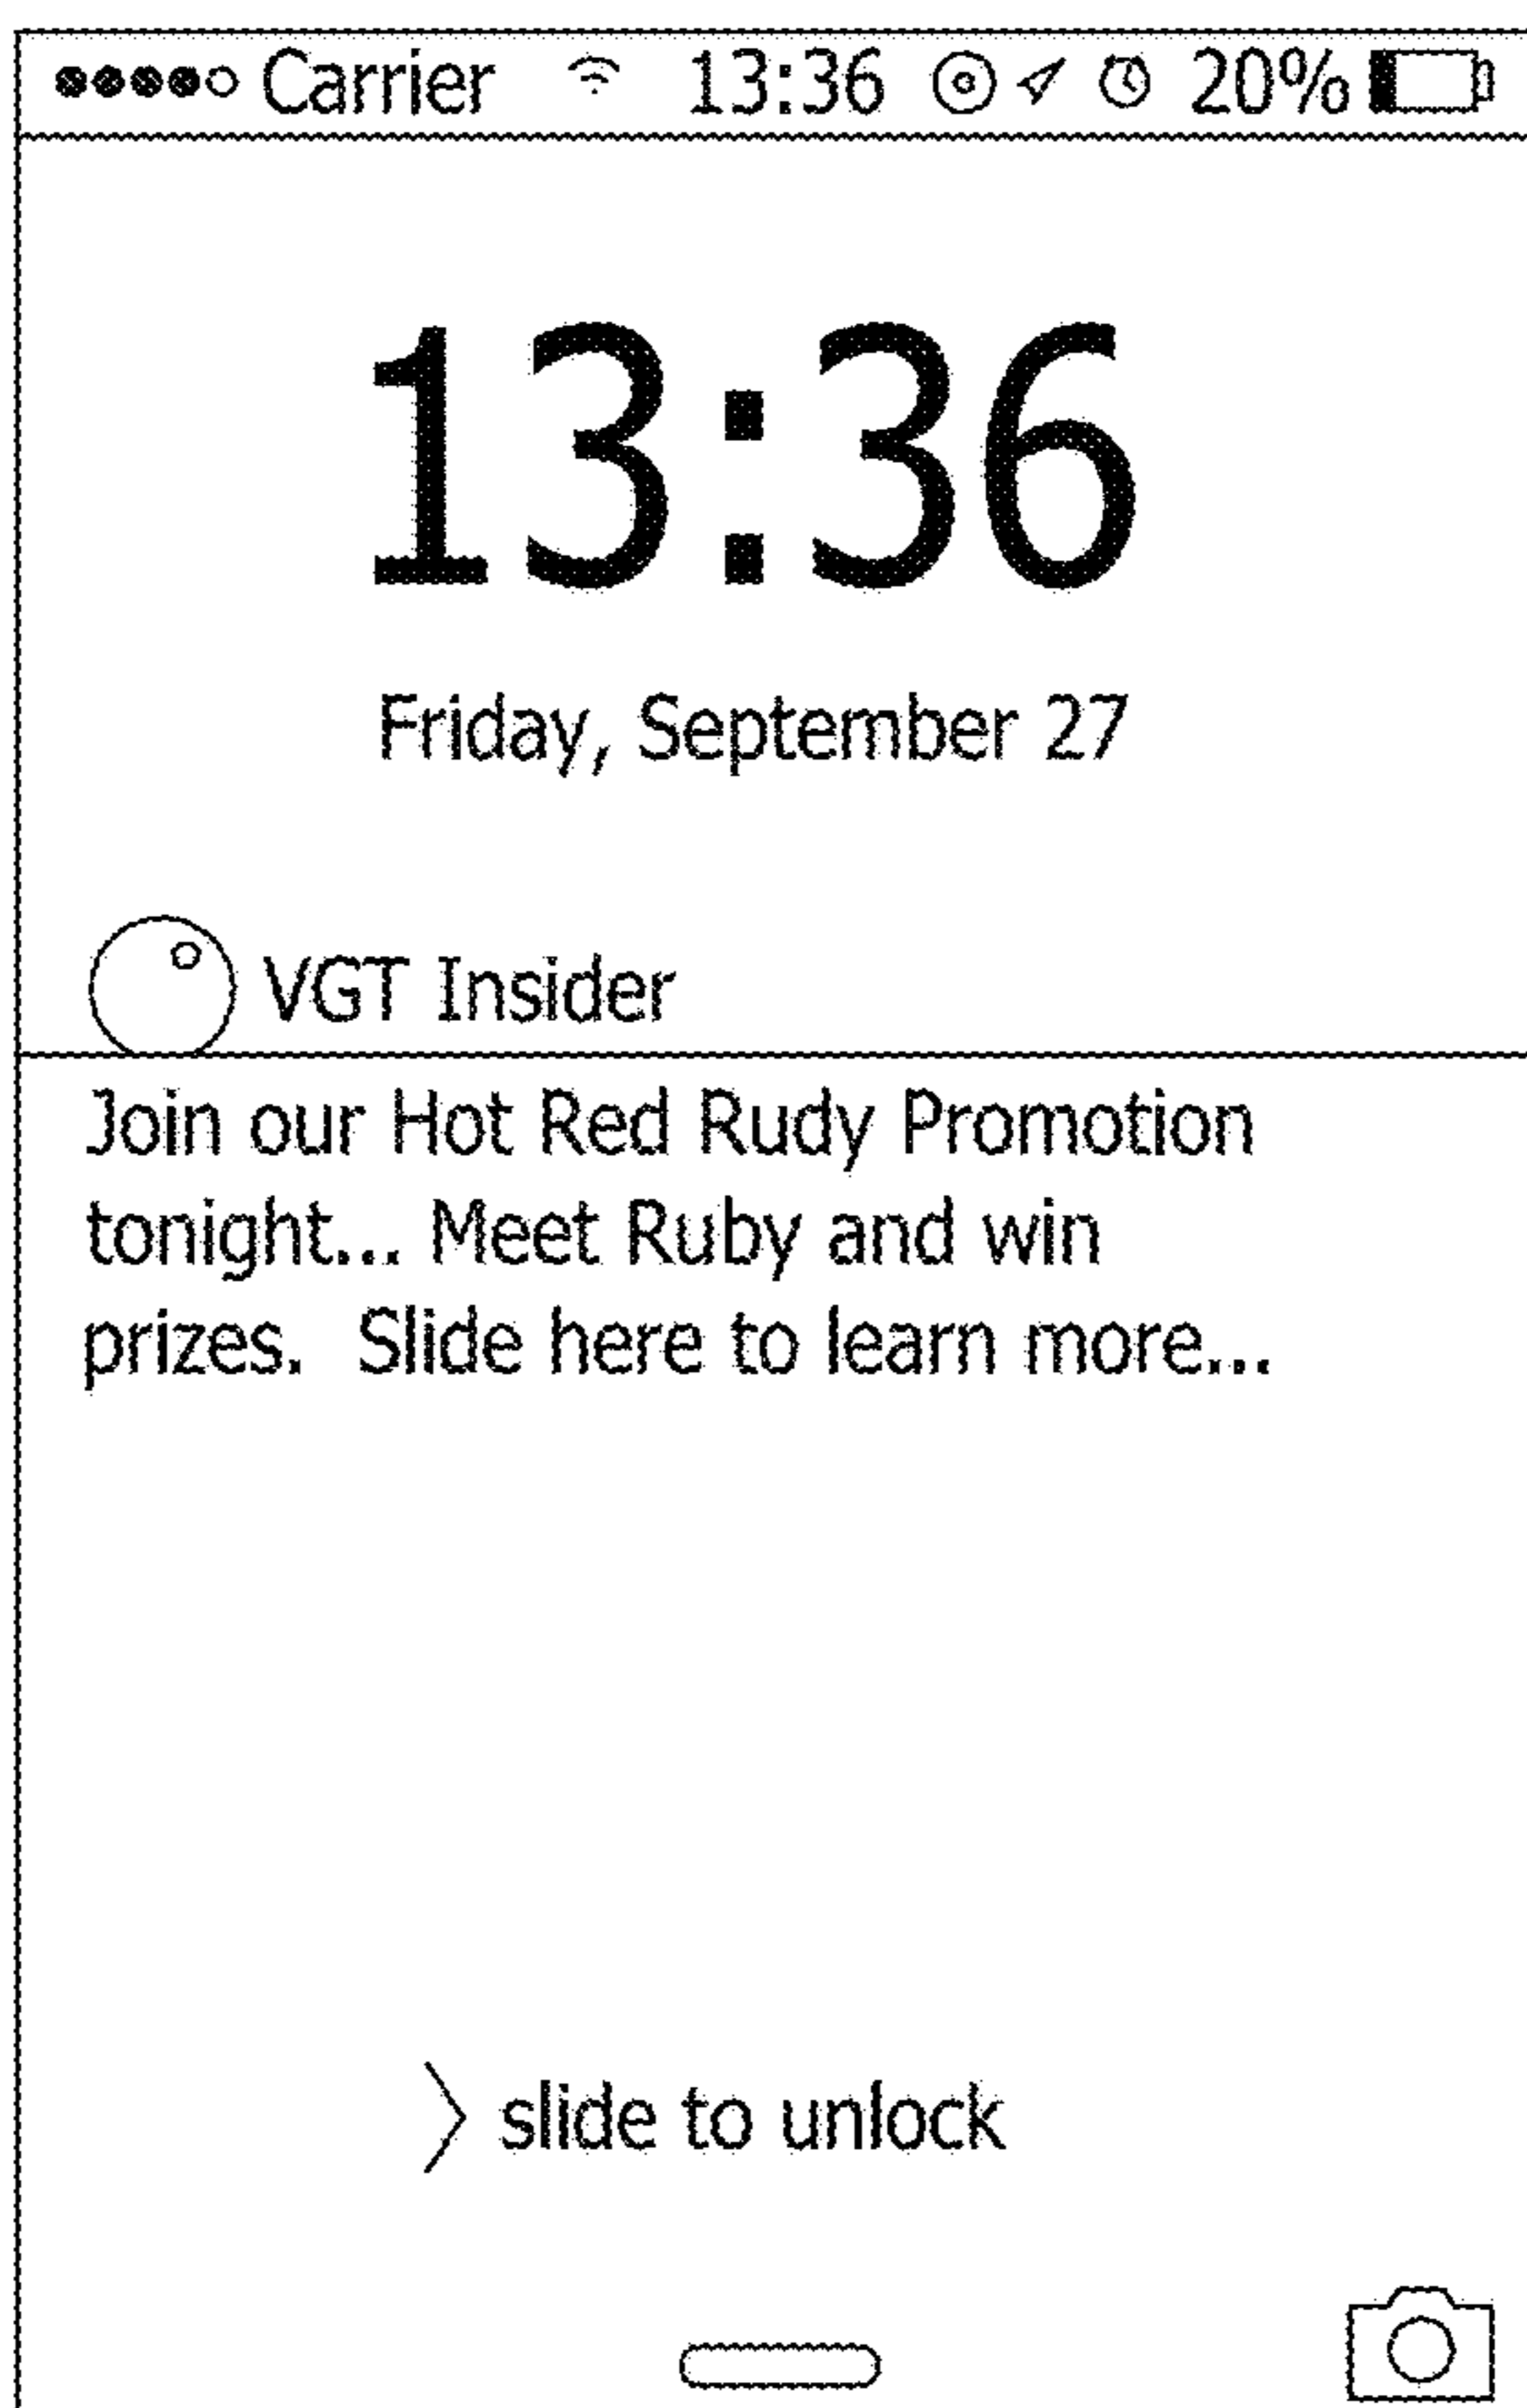 Carrier 13:36 20%
13:36
Friday, September 27
VGT Insider
Join our Hot Red Rudy Promotion
tonight... Meet Ruby and win
prizes.  Slide here to learn more...
slide to unlock